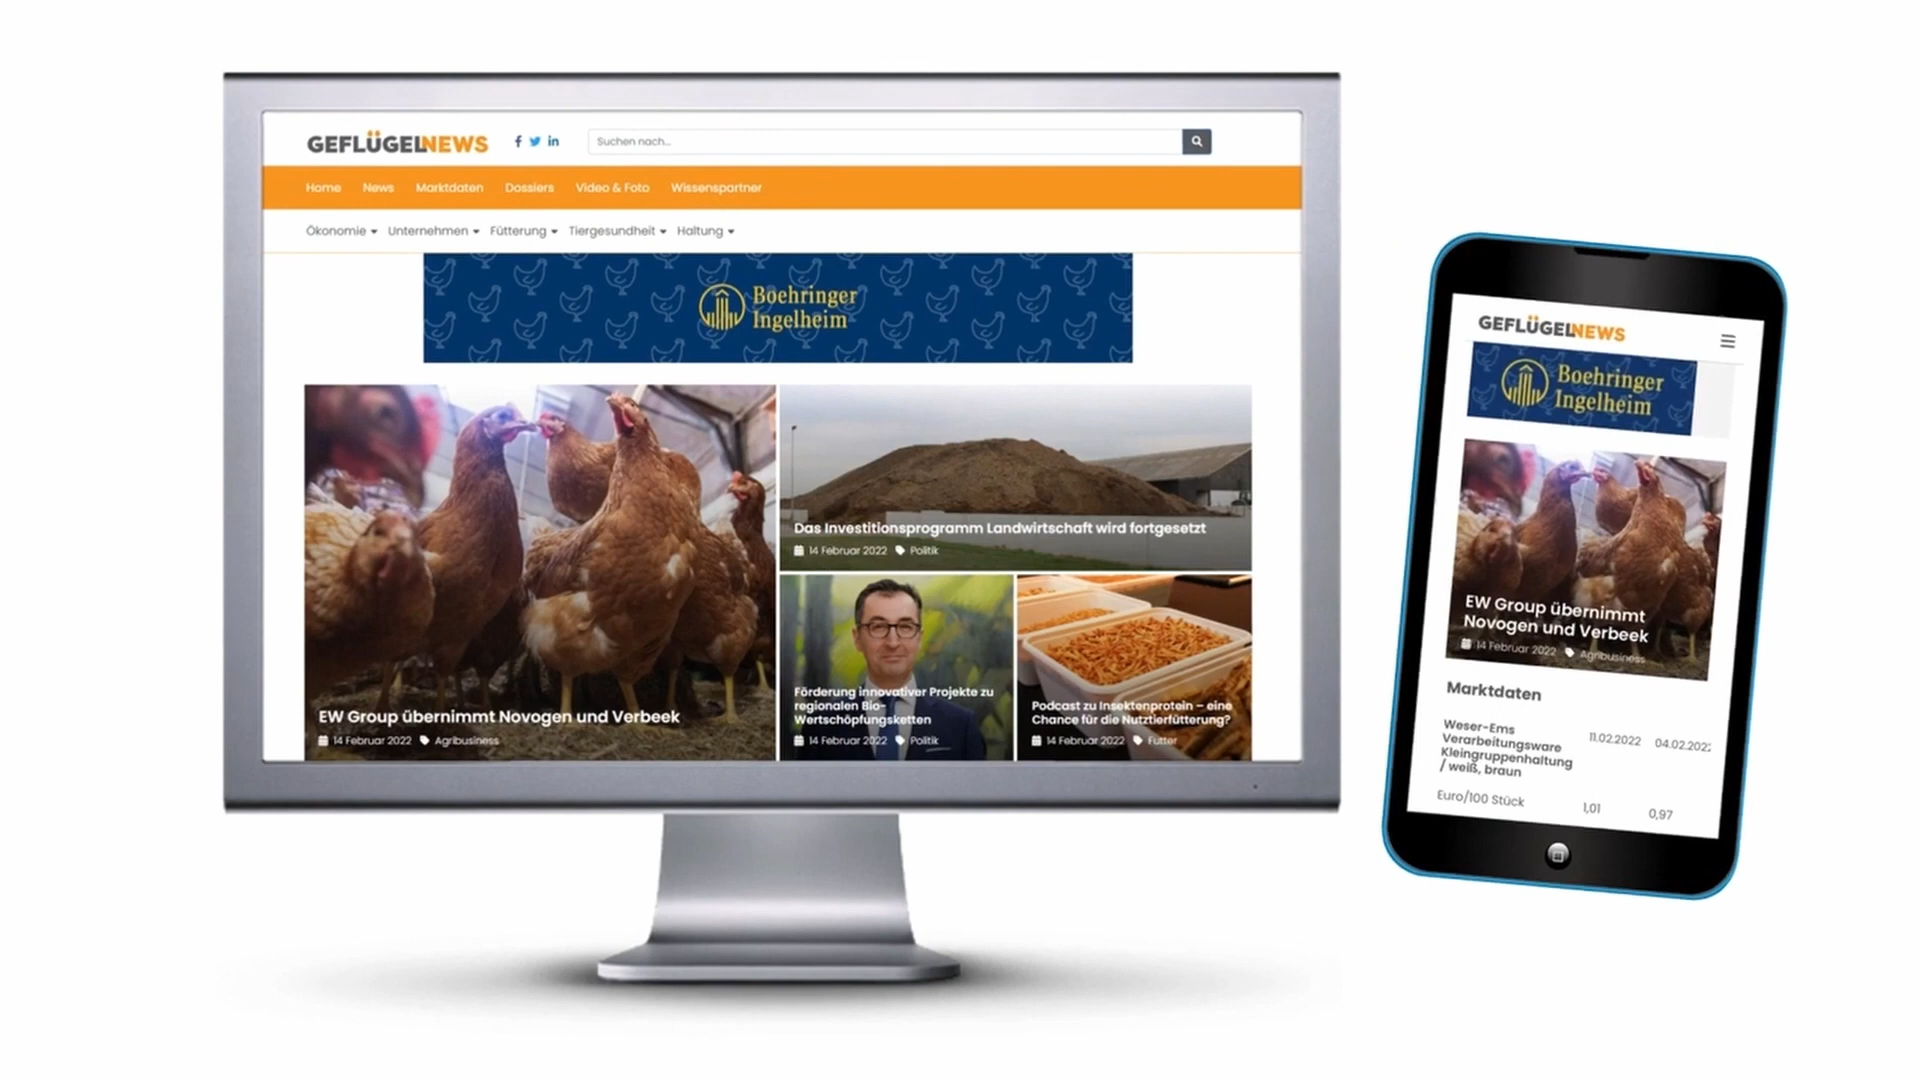 GEFLÜGELNEWS
Suchen nach...
Home News Marktdaten Dossiers Video & Foto Wissenspartner
Ökonomie Unternehmen Fütterung Tiergesundheit Haltung
Boehringer
Ingelheim
EW Group übernimmt Novogen und Verbeek
14 Februar 2022 Agribusiness
Das Investitionsprogramm Landwirtschaft wird fortgesetzt
14 Februar 2022 Politik
Förderung innovativer Projekte zu
regionalen Bio-
Wertschöpfungsketten
14 Februar 2022 Politik
Podcast zu Insektenprotein – eine
Chance für die Nutztierfütterung?
14 Februar 2022 Futter
GEFLÜGELNEWS
Boehringer
Ingelheim
EW Group übernimmt
Novogen und Verbeek
14 Februar 2022 Agribusiness
Marktdaten
Weser-Ems
Verarbeitungsware
Kleingruppenhaltung
/ weiß, braun
11.02.2022 04.02.2022
Euro/100 Stück 1,01 0,97